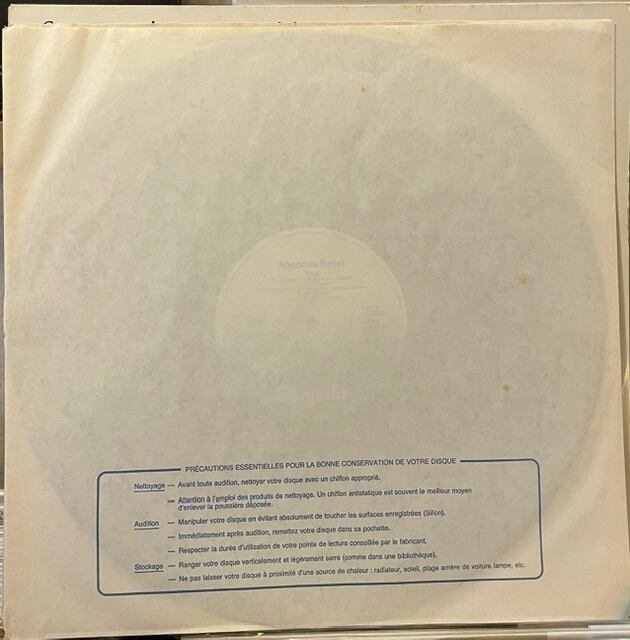 Spandau Ballet
PRÉCAUTIONS ESSENTIELLES POUR LA BONNE CONSERVATION DE VOTRE DISQUE
Nettoyage — Avant toute audition, nettoyer votre disque avec un chiffon approprié.
— Attention à l'emploi des produits de nettoyage. Un chiffon antistatique est souvent le meilleur moyen
d'enlever la poussière déposée.
Audition — Manipuler votre disque en évitant absolument de toucher les surfaces enregistrées (Sillon).
— Immédiatement après audition, remettez votre disque dans sa pochette.
— Respecter la durée d'utilisation de votre pointe de lecture conseillée par le fabricant.
Stockage — Ranger votre disque verticalement et légèrement serré (comme dans une bibliothèque).
— Ne pas laisser votre disque à proximité d'une source de chaleur : radiateur, soleil, plage arrière de voiture, lampe, etc.